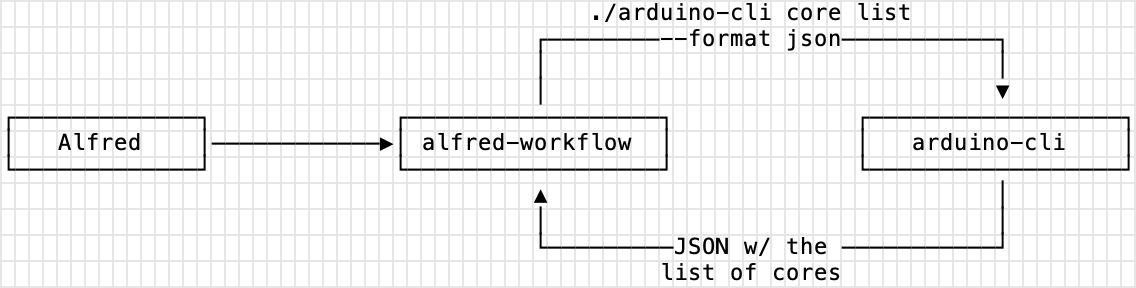 ./arduino-cli core list
--format json
Alfred
alfred-workflow
arduino-cli
JSON w/ the
list of cores